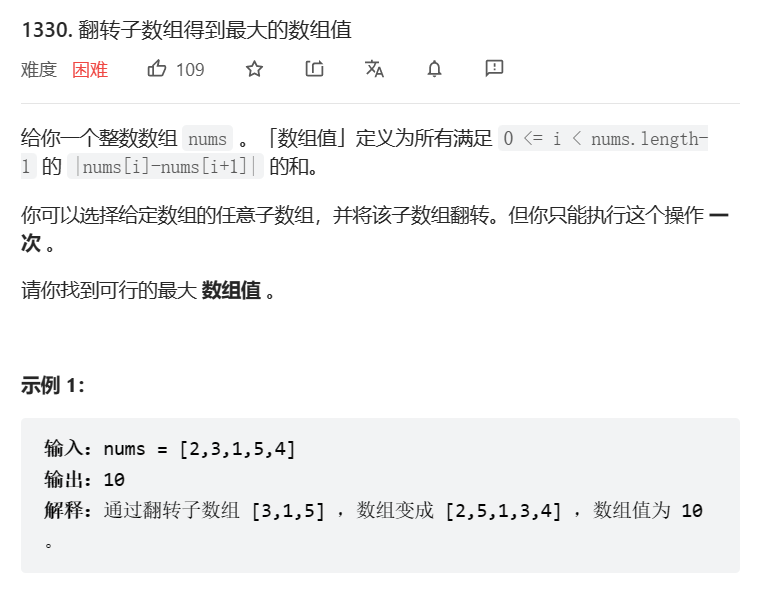 1330. 翻转子数组得到最大的数组值
难度 困难 109
给你一个整数数组 nums 。「数组值」定义为所有满足 0 <= i < nums.length-
1 的 |nums[i]-nums[i+1]| 的和。
你可以选择给定数组的任意子数组，并将该子数组翻转。但你只能执行这个操作 一
次 。
请你找到可行的最大 数组值 。
示例 1：
输入：nums = [2,3,1,5,4]
输出：10
解释：通过翻转子数组 [3,1,5] ，数组变成 [2,5,1,3,4] ，数组值为 10
。